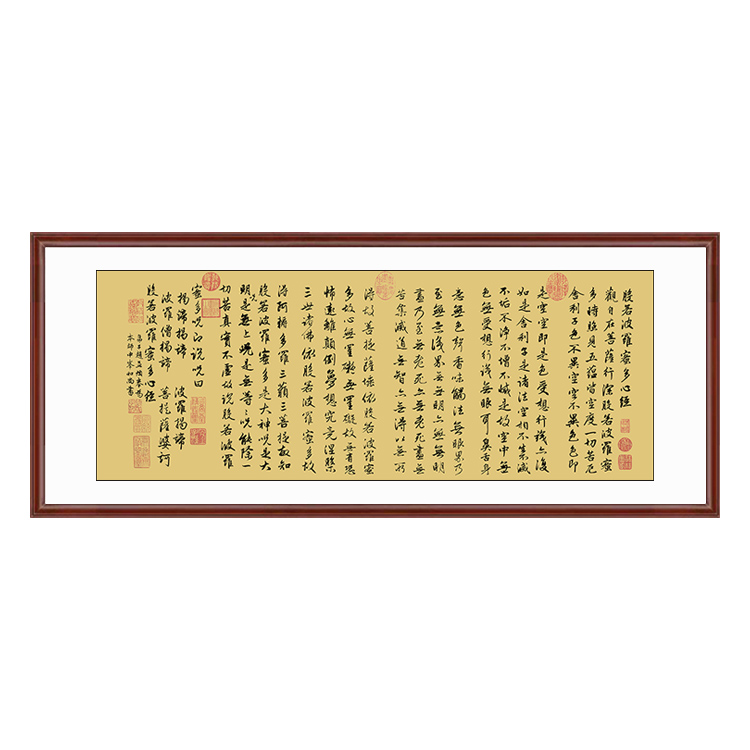 般若波羅蜜多心經
觀自在菩薩行深般若波羅蜜
多時照見五蘊皆空度一切苦厄
舍利子色不異空空不異色色即
是空空即是色受想行識亦復
如是舍利子是諸法空相不生滅
不垢不淨不增不減是故空中無
色無受想行識無眼耳鼻舌身
意無色聲香味觸法無眼界乃
至無意識界無無明亦無無明
盡乃至無老死亦無老死盡無
苦集滅道無智亦無得以無所
得故菩提薩埵依般若波羅蜜
多故心無罣礙無罣礙故無有恐
怖遠離顛倒夢想究竟涅槃
三世諸佛依般若波羅蜜多故
得阿耨多羅三藐三菩提故知
般若波羅蜜多是大神咒是大
明咒是無上咒是無等等咒能除一
切苦真實不虛故說般若波羅
蜜多咒即說咒曰
揭諦揭諦 波羅揭諦
波羅僧揭諦 菩提薩婆訶
般若波羅蜜多心經
弟子趙孟頫奉為
本師中峯和尚書